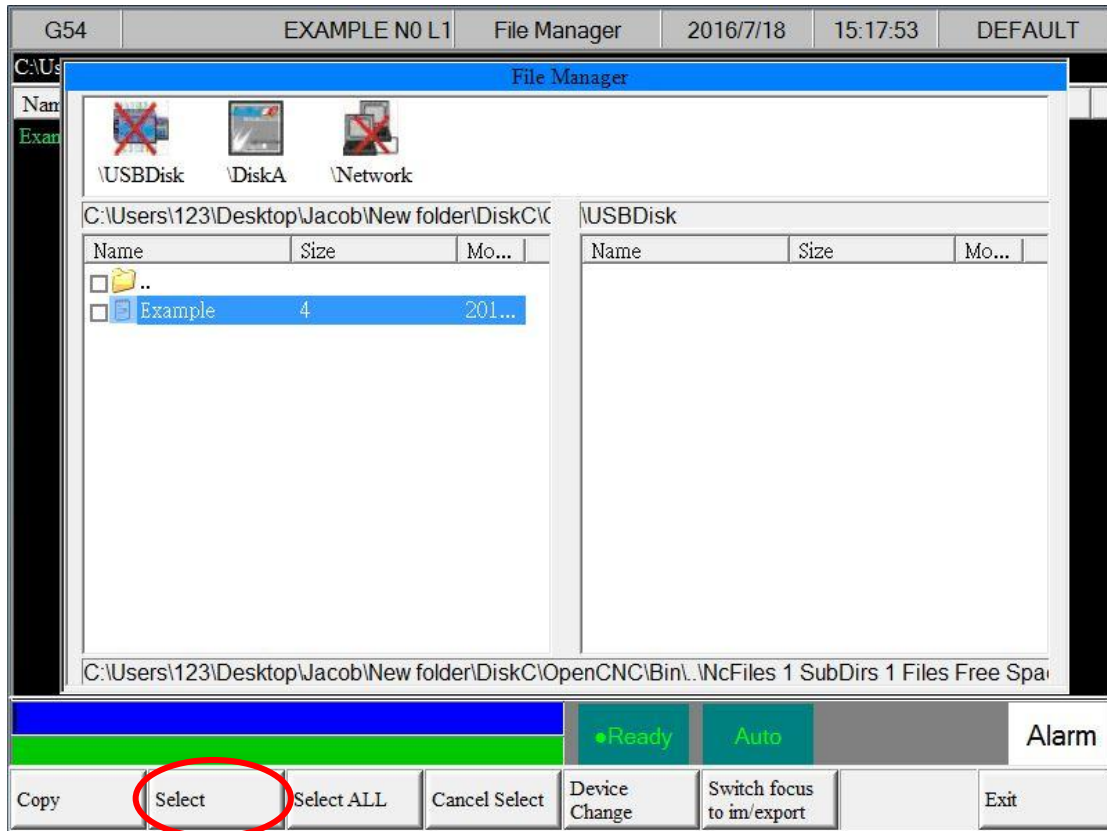 G54 EXAMPLE N0 L1 File Manager 2016/7/18 15:17:53 DEFAULT
C:\Us
File Manager
Nam
Exan
\USBDisk \DiskA \Network
C:\Users\123\Desktop\Jacob\New folder\DiskC\ \USBDisk
Name Size Mo... Name Size Mo...
..
Example 4 201...
C:\Users\123\Desktop\Jacob\New folder\DiskC\OpenCNC\Bin\..\NcFiles 1 SubDirs 1 Files Free Spa
●Ready Auto Alarm
Copy Select Select ALL Cancel Select Device Change Switch focus to im/export Exit